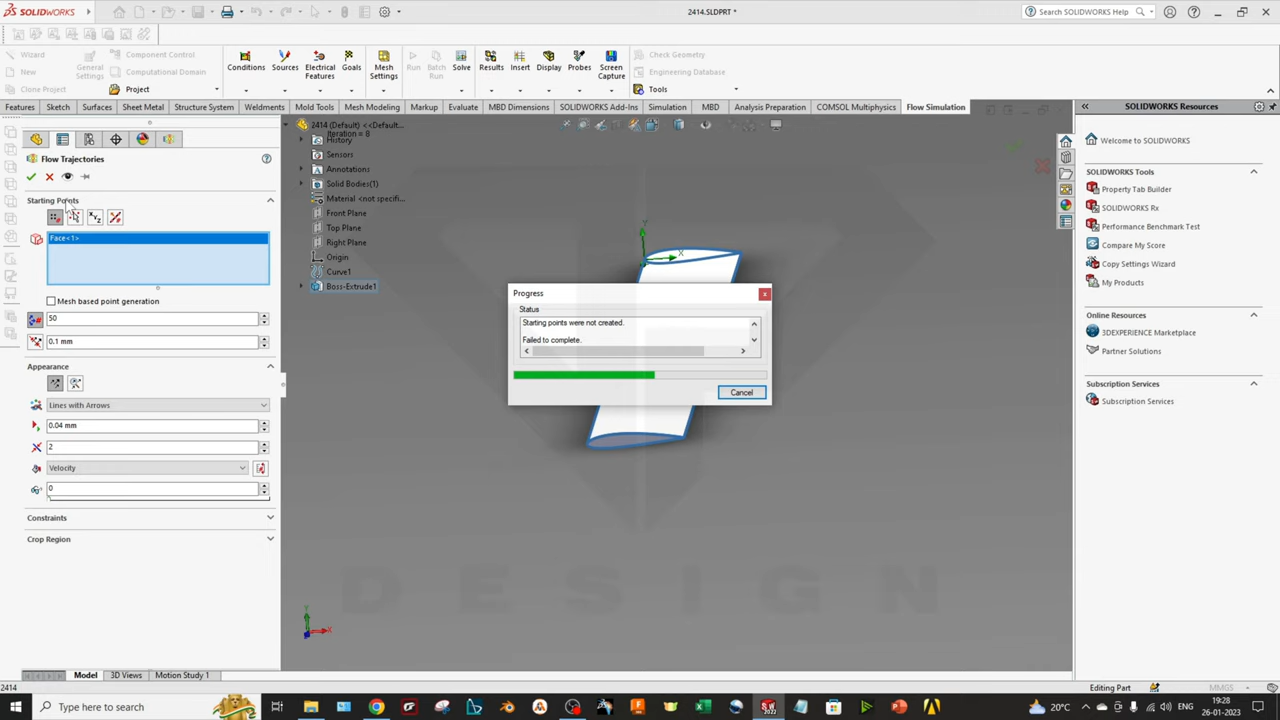 SOLIDWORKS
2414.SLDPRT *
Search SOLIDWORKS Help
Wizard
New
Clone Project
General Settings
Component Control
Computational Domain
Project
Conditions
Sources
Electrical Features
Goals
Mesh Settings
Run
Batch Run
Solve
Results
Insert
Display
Probes
Screen Capture
Check Geometry
Engineering Database
Tools
Features
Sketch
Surfaces
Sheet Metal
Structure System
Weldments
Mold Tools
Mesh Modeling
Markup
Evaluate
MBD Dimensions
SOLIDWORKS Add-Ins
Simulation
MBD
Analysis Preparation
COMSOL Multiphysics
Flow Simulation
SOLIDWORKS Resources
Flow Trajectories
Starting Points
Face<1>
Mesh based point generation
50
0.1 mm
Appearance
Lines with Arrows
0.04 mm
2
Velocity
0
Constraints
Crop Region
2414 (Default) <<Default...
Iteration = 8
History
Sensors
Annotations
Solid Bodies(1)
Material <not specifi...
Front Plane
Top Plane
Right Plane
Origin
Curve1
Boss-Extrude1
Y
X
Progress
Status
Starting points were not created.
Failed to complete.
Cancel
DESIGN
Y
X
Welcome to SOLIDWORKS
SOLIDWORKS Tools
Property Tab Builder
SOLIDWORKS Rx
Performance Benchmark Test
Compare My Score
Copy Settings Wizard
My Products
Online Resources
3DEXPERIENCE Marketplace
Partner Solutions
Subscription Services
Subscription Services
Model
3D Views
Motion Study 1
2414
Editing Part
MMGS
Type here to search
20°C
ENG
19:28
26-01-2023